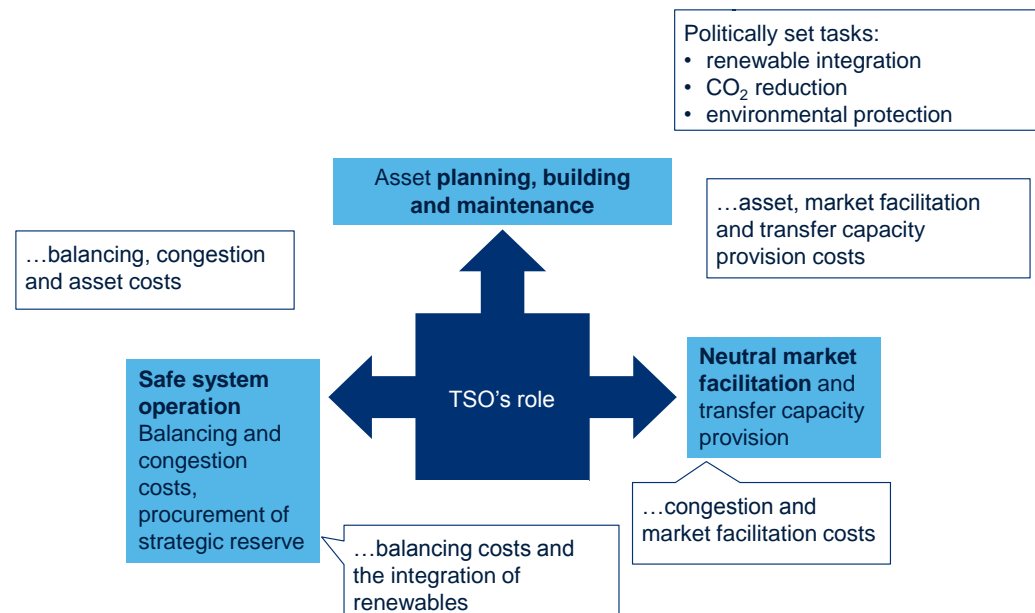 Politically set tasks:
• renewable integration
• CO₂ reduction
• environmental protection
Asset planning, building
and maintenance
…asset, market facilitation
and transfer capacity
provision costs
…balancing, congestion
and asset costs
Safe system
operation
Balancing and
congestion
costs,
procurement of
strategic reserve
TSO's role
Neutral market
facilitation and
transfer capacity
provision
…congestion and
market facilitation costs
…balancing costs and
the integration of
renewables